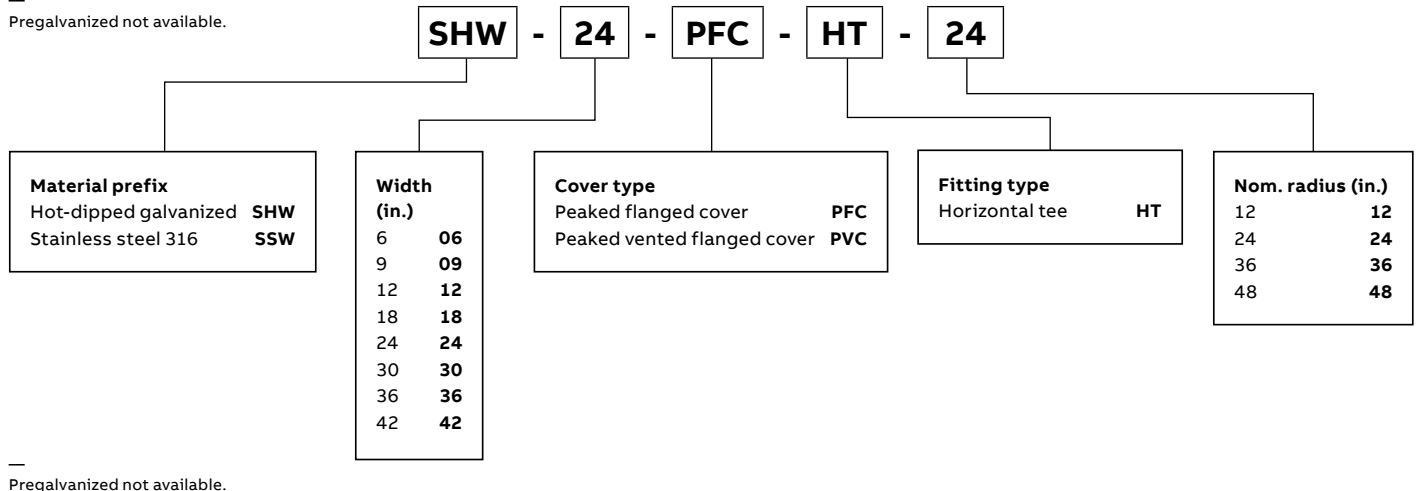 —
Pregalvanized not available.
SHW - 24 - PFC - HT - 24
Material prefix
Hot-dipped galvanized SHW
Stainless steel 316 SSW
Width
(in.)
6 06
9 09
12 12
18 18
24 24
30 30
36 36
42 42
Cover type
Peaked flanged cover PFC
Peaked vented flanged cover PVC
Fitting type
Horizontal tee HT
Nom. radius (in.)
12 12
24 24
36 36
48 48
—
Pregalvanized not available.